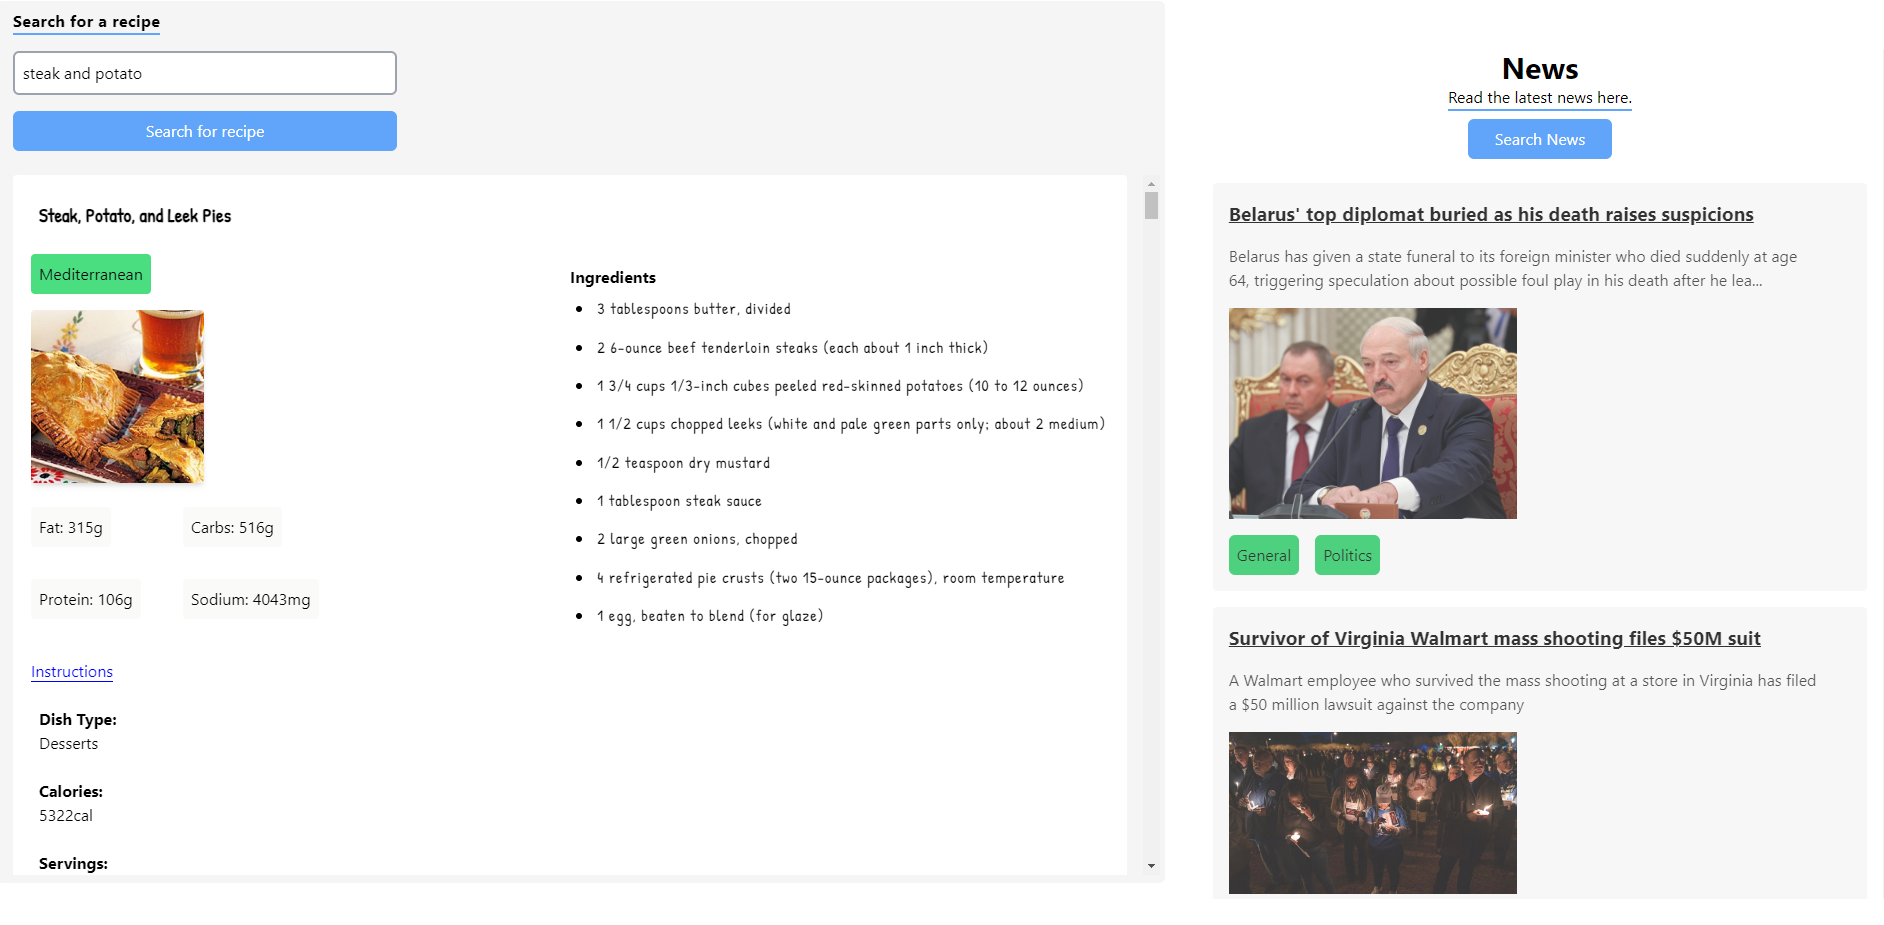 Search for a recipe
steak and potato
Search for recipe
Steak, Potato, and Leek Pies
Mediterranean
Fat: 315g
Carbs: 516g
Protein: 106g
Sodium: 4043mg
Instructions
Dish Type:
Desserts
Calories:
5322cal
Servings:
Ingredients
3 tablespoons butter, divided
2 6-ounce beef tenderloin steaks (each about 1 inch thick)
1 3/4 cups 1/3-inch cubes peeled red-skinned potatoes (10 to 12 ounces)
1 1/2 cups chopped leeks (white and pale green parts only; about 2 medium)
1/2 teaspoon dry mustard
1 tablespoon steak sauce
2 large green onions, chopped
4 refrigerated pie crusts (two 15-ounce packages), room temperature
1 egg, beaten to blend (for glaze)
News
Read the latest news here.
Search News
Belarus' top diplomat buried as his death raises suspicions
Belarus has given a state funeral to its foreign minister who died suddenly at age
64, triggering speculation about possible foul play in his death after he lea...
General
Politics
Survivor of Virginia Walmart mass shooting files $50M suit
A Walmart employee who survived the mass shooting at a store in Virginia has filed
a $50 million lawsuit against the company